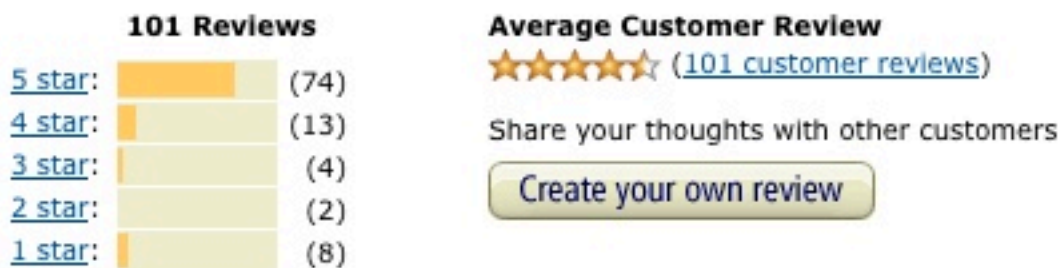 101 Reviews
5 star: (74)
4 star: (13)
3 star: (4)
2 star: (2)
1 star: (8)
Average Customer Review
(101 customer reviews)
Share your thoughts with other customers
Create your own review